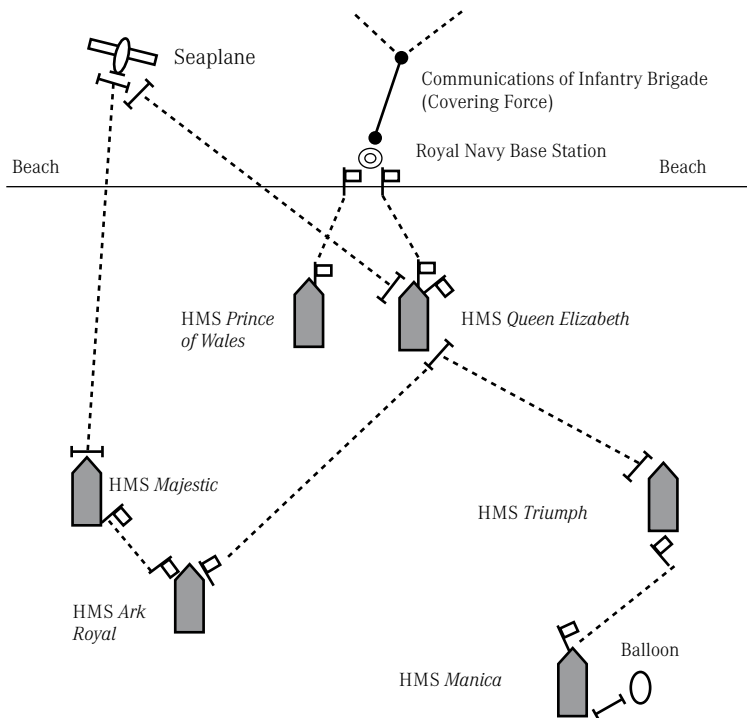 Seaplane
Communications of Infantry Brigade
(Covering Force)
Royal Navy Base Station
Beach
Beach
HMS Prince
of Wales
HMS Queen Elizabeth
HMS Majestic
HMS Triumph
HMS Ark
Royal
Balloon
HMS Manica